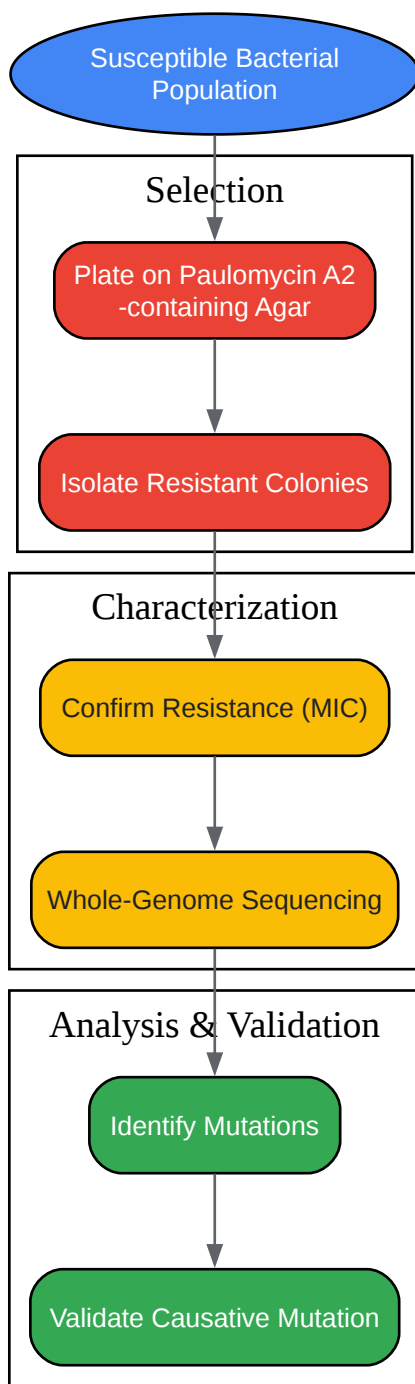 Susceptible Bacterial
Population
Selection
Plate on Paulomycin A2
-containing Agar
Isolate Resistant Colonies
Characterization
Confirm Resistance (MIC)
Whole-Genome Sequencing
Analysis & Validation
Identify Mutations
Validate Causative Mutation